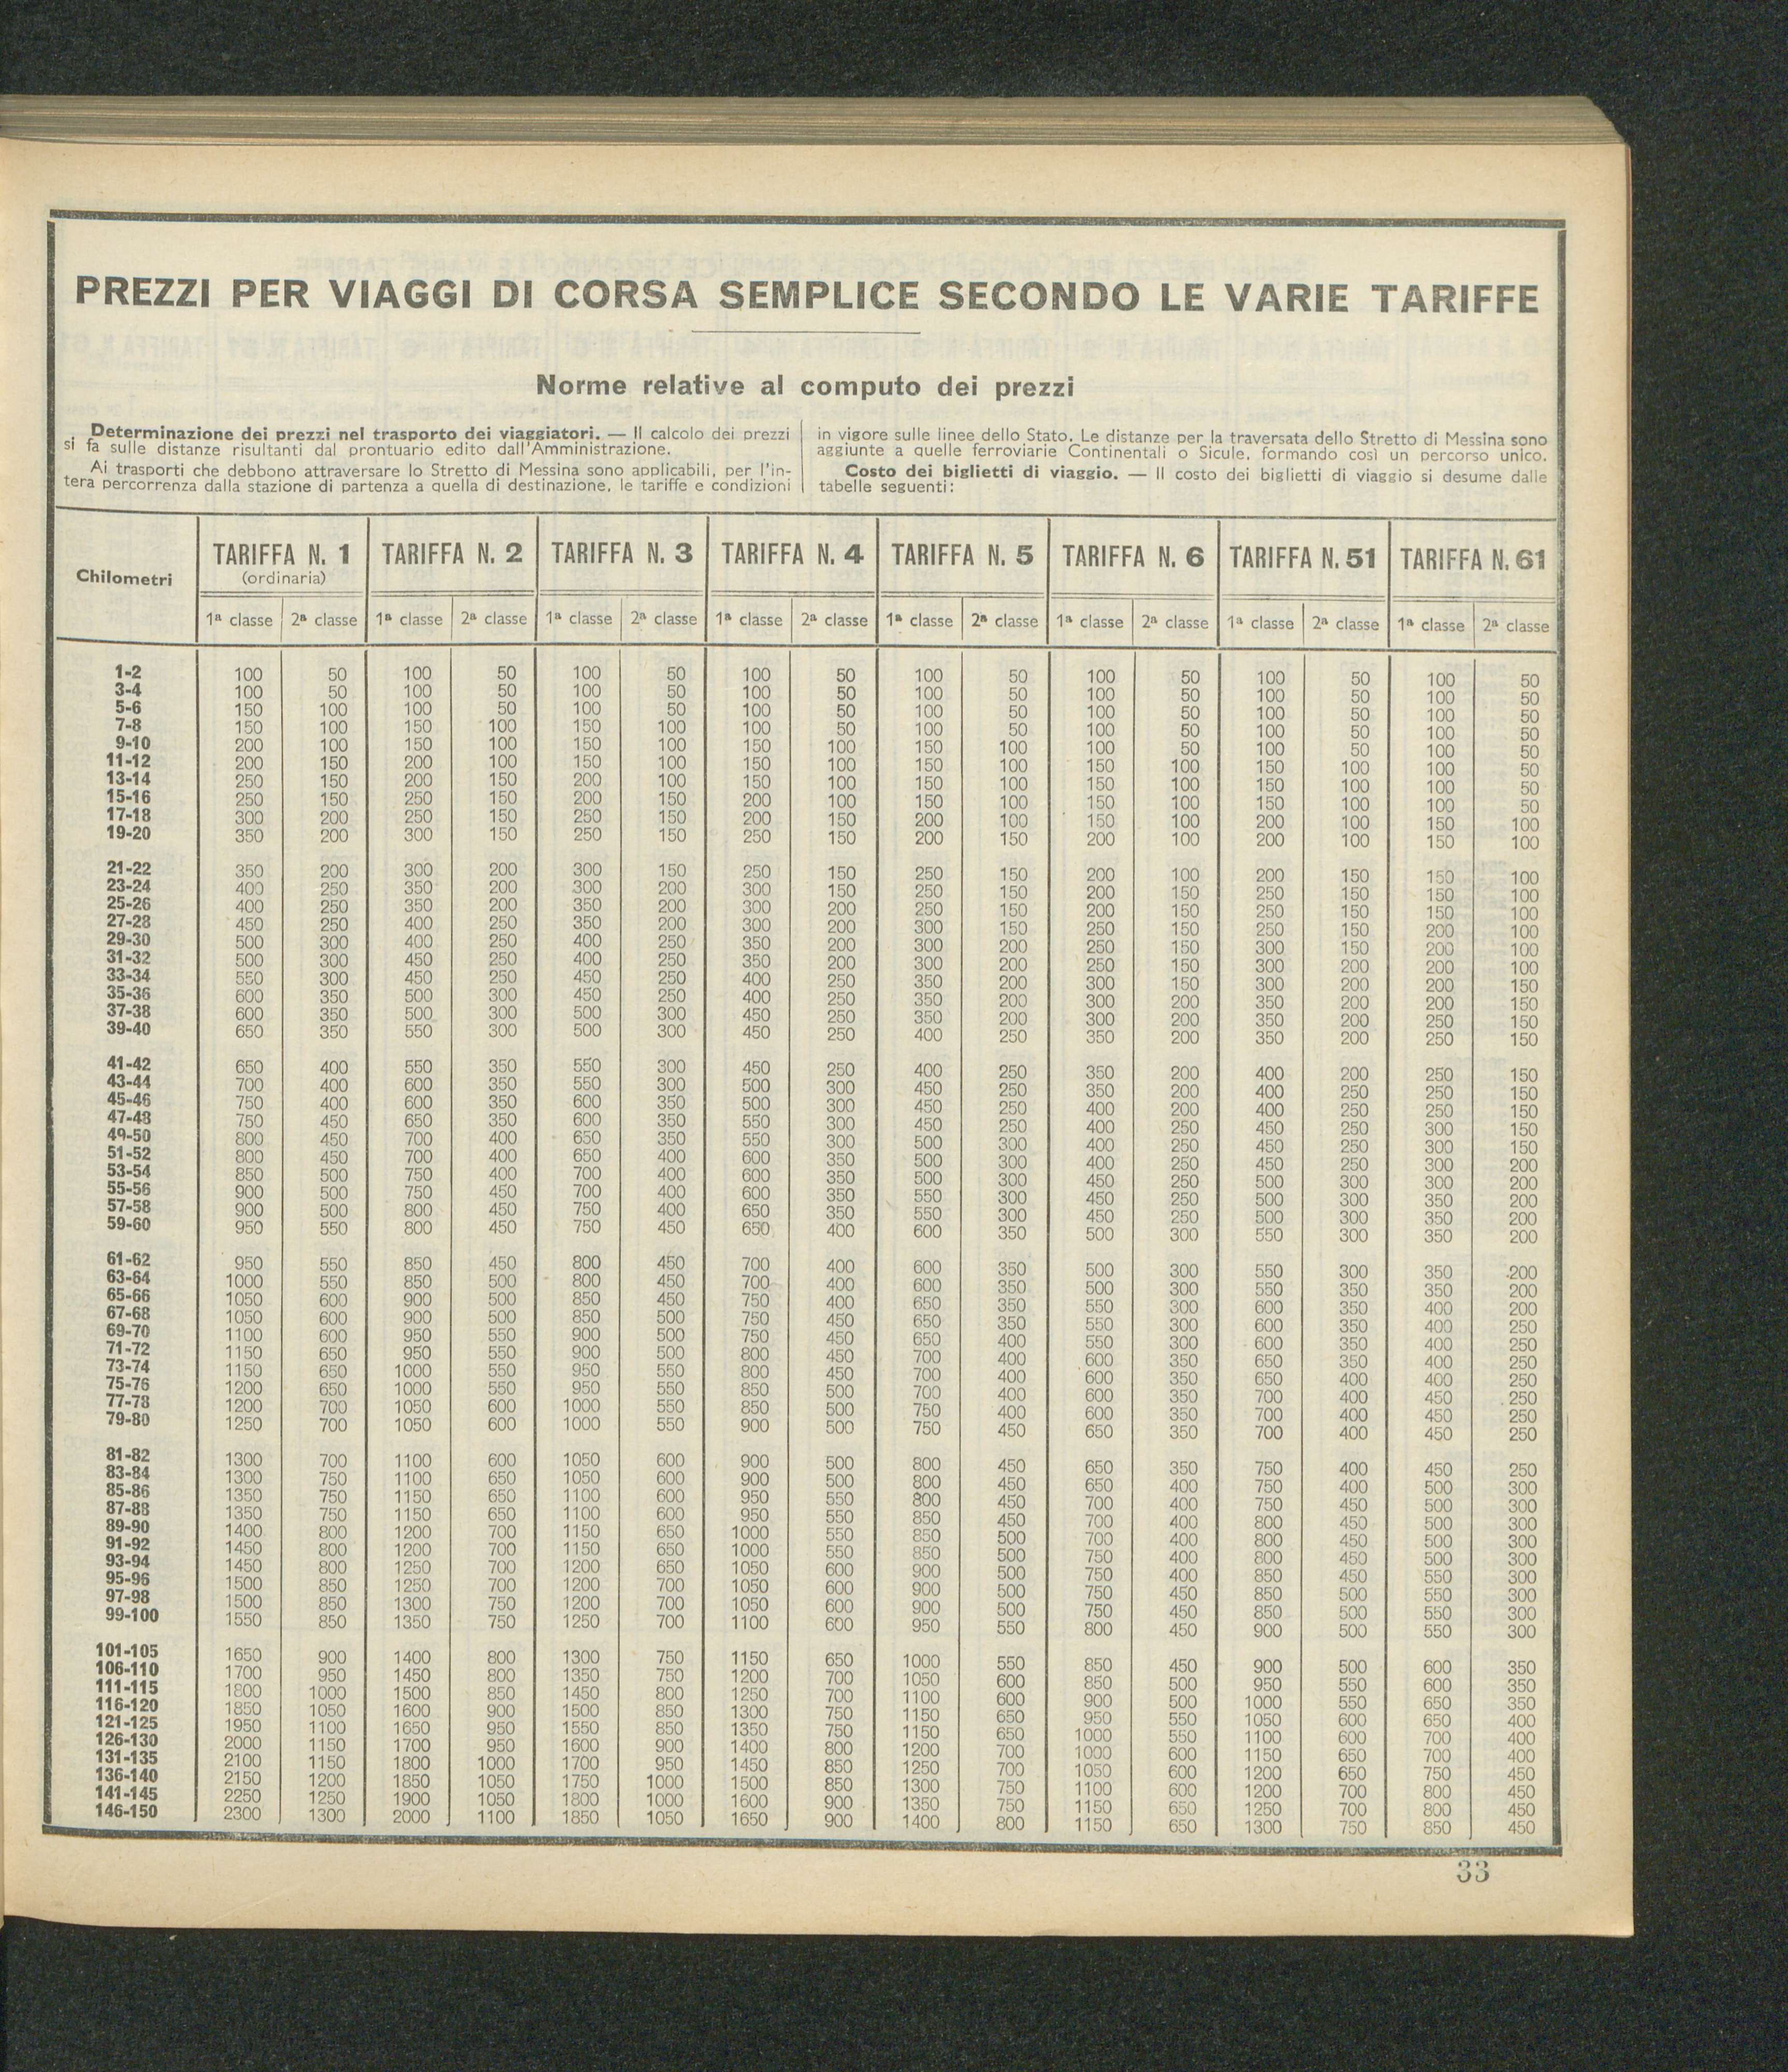 PREZZI PER VIAGGI DI CORSA SEMPLICE SECONDO LE VARIE TARIFFE
Norme relative al computo dei prezzi
Determinazione dei prezzi nel trasporto dei viaggiatori. — Il calcolo dei prezzi
si fa sulle distanze risultanti dal prontuario edito dall'Amministrazione.
Ai trasporti che debbono attraversare lo Stretto di Messina sono applicabili, per l'in-
tera percorrenza dalla stazione di partenza a quella di destinazione, le tariffe e condizioni
in vigore sulle linee dello Stato. Le distanze per la traversata dello Stretto di Messina sono
aggiunte a quelle ferroviarie Continentali o Sicule, formando così un percorso unico.
Costo dei biglietti di viaggio. — Il costo dei biglietti di viaggio si desume dalle
tabelle seguenti:
Chilometri TARIFFA N. 1 (ordinaria) TARIFFA N. 2 TARIFFA N. 3 TARIFFA N. 4 TARIFFA N. 5 TARIFFA N. 6 TARIFFA N. 51 TARIFFA N. 61
1ª classe 2ª classe 1ª classe 2ª classe 1ª classe 2ª classe 1ª classe 2ª classe 1ª classe 2ª classe 1ª classe 2ª classe 1ª classe 2ª classe 1ª classe 2ª classe
1-2 100 50 100 50 100 50 100 50 100 50 100 50 100 50 100 50
3-4 100 50 100 50 100 50 100 50 100 50 100 50 100 50 100 50
5-6 150 100 100 50 100 50 100 50 100 50 100 50 100 50 100 50
7-8 150 100 150 100 150 100 100 50 100 50 100 50 100 50 100 50
9-10 200 100 150 100 150 100 150 100 150 100 100 50 100 50 100 50
11-12 200 150 200 100 150 100 150 100 150 100 150 100 150 100 100 50
13-14 250 150 200 150 200 100 150 100 150 100 150 100 150 100 100 50
15-16 250 150 250 150 200 150 200 100 150 100 150 100 150 100 100 50
17-18 300 200 250 150 250 150 200 150 200 100 150 100 200 100 150 100
19-20 350 200 300 150 250 150 250 150 200 150 200 100 200 100 150 100
21-22 350 200 300 200 300 150 250 150 250 150 200 100 200 150 150 100
23-24 400 250 350 200 300 200 300 150 250 150 200 150 250 150 150 100
25-26 400 250 350 200 350 200 300 200 250 150 200 150 250 150 150 100
27-28 450 250 400 250 350 200 300 200 300 150 250 150 250 150 200 100
29-30 500 300 400 250 400 250 350 200 300 200 250 150 300 150 200 100
31-32 500 300 450 250 400 250 350 200 300 200 250 150 300 200 200 100
33-34 550 300 450 250 450 250 400 250 350 200 300 150 300 200 200 150
35-36 600 350 500 300 450 250 400 250 350 200 300 200 350 200 200 150
37-38 600 350 500 300 500 300 450 250 350 200 300 200 350 200 250 150
39-40 650 350 550 300 500 300 450 250 400 250 350 200 350 200 250 150
41-42 650 400 550 350 550 300 450 250 400 250 350 200 400 200 250 150
43-44 700 400 600 350 550 300 500 300 450 250 350 200 400 250 250 150
45-46 750 400 600 350 600 350 500 300 450 250 400 200 400 250 250 150
47-48 750 450 650 350 600 350 550 300 450 250 400 250 450 250 300 150
49-50 800 450 700 400 650 350 550 300 500 300 400 250 450 250 300 150
51-52 800 450 700 400 650 400 600 350 500 300 400 250 450 250 300 200
53-54 850 500 750 400 700 400 600 350 500 300 450 250 500 300 300 200
55-56 900 500 750 450 700 400 600 350 550 300 450 250 500 300 350 200
57-58 900 500 800 450 750 400 650 350 550 300 450 250 500 300 350 200
59-60 950 550 800 450 750 450 650 400 600 350 500 300 550 300 350 200
61-62 950 550 850 450 800 450 700 400 600 350 500 300 550 300 350 200
63-64 1000 550 850 500 800 450 700 400 600 350 500 300 550 350 350 200
65-66 1050 600 900 500 850 450 750 400 650 350 550 300 600 350 400 200
67-68 1050 600 900 500 850 500 750 450 650 350 550 300 600 350 400 250
69-70 1100 600 950 550 900 500 750 450 650 400 550 300 600 350 400 250
71-72 1150 650 950 550 900 500 800 450 700 400 600 350 650 350 400 250
73-74 1150 650 1000 550 950 550 800 450 700 400 600 350 650 400 400 250
75-76 1200 650 1000 550 950 550 850 500 700 400 600 350 700 400 450 250
77-78 1200 700 1050 600 1000 550 850 500 750 400 600 350 700 400 450 250
79-80 1250 700 1050 600 1000 550 900 500 750 450 650 350 700 400 450 250
81-82 1300 700 1100 600 1050 600 900 500 800 450 650 350 750 400 450 250
83-84 1300 750 1100 650 1050 600 900 500 800 450 650 400 750 400 500 300
85-86 1350 750 1150 650 1100 600 950 550 800 450 700 400 750 450 500 300
87-88 1350 750 1150 650 1100 600 950 550 850 450 700 400 800 450 500 300
89-90 1400 800 1200 700 1150 650 1000 550 850 500 700 400 800 450 500 300
91-92 1450 800 1200 700 1150 650 1000 550 850 500 750 400 800 450 500 300
93-94 1450 800 1250 700 1200 650 1050 600 900 500 750 400 850 450 550 300
95-96 1500 850 1250 700 1200 700 1050 600 900 500 750 450 850 500 550 300
97-98 1500 850 1300 750 1200 700 1050 600 900 500 750 450 850 500 550 300
99-100 1550 850 1350 750 1250 700 1100 600 950 550 800 450 900 500 550 300
101-105 1650 900 1400 800 1300 750 1150 650 1000 550 850 450 900 500 600 350
106-110 1700 950 1450 800 1350 750 1200 700 1050 600 850 500 950 550 600 350
111-115 1800 1000 1500 850 1450 800 1250 700 1100 600 900 500 1000 550 650 350
116-120 1850 1050 1600 900 1500 850 1300 750 1150 650 950 550 1050 600 650 400
121-125 1950 1100 1650 950 1550 850 1350 750 1150 650 1000 550 1100 600 700 400
126-130 2000 1150 1700 950 1600 900 1400 800 1200 700 1000 600 1150 650 700 400
131-135 2100 1150 1800 1000 1700 950 1450 850 1250 700 1050 600 1200 650 750 450
136-140 2150 1200 1850 1050 1750 1000 1500 850 1300 750 1100 600 1200 700 800 450
141-145 2250 1250 1900 1050 1800 1000 1600 900 1350 750 1150 650 1250 700 800 450
146-150 2300 1300 2000 1100 1850 1050 1650 900 1400 800 1150 650 1300 750 850 450
33